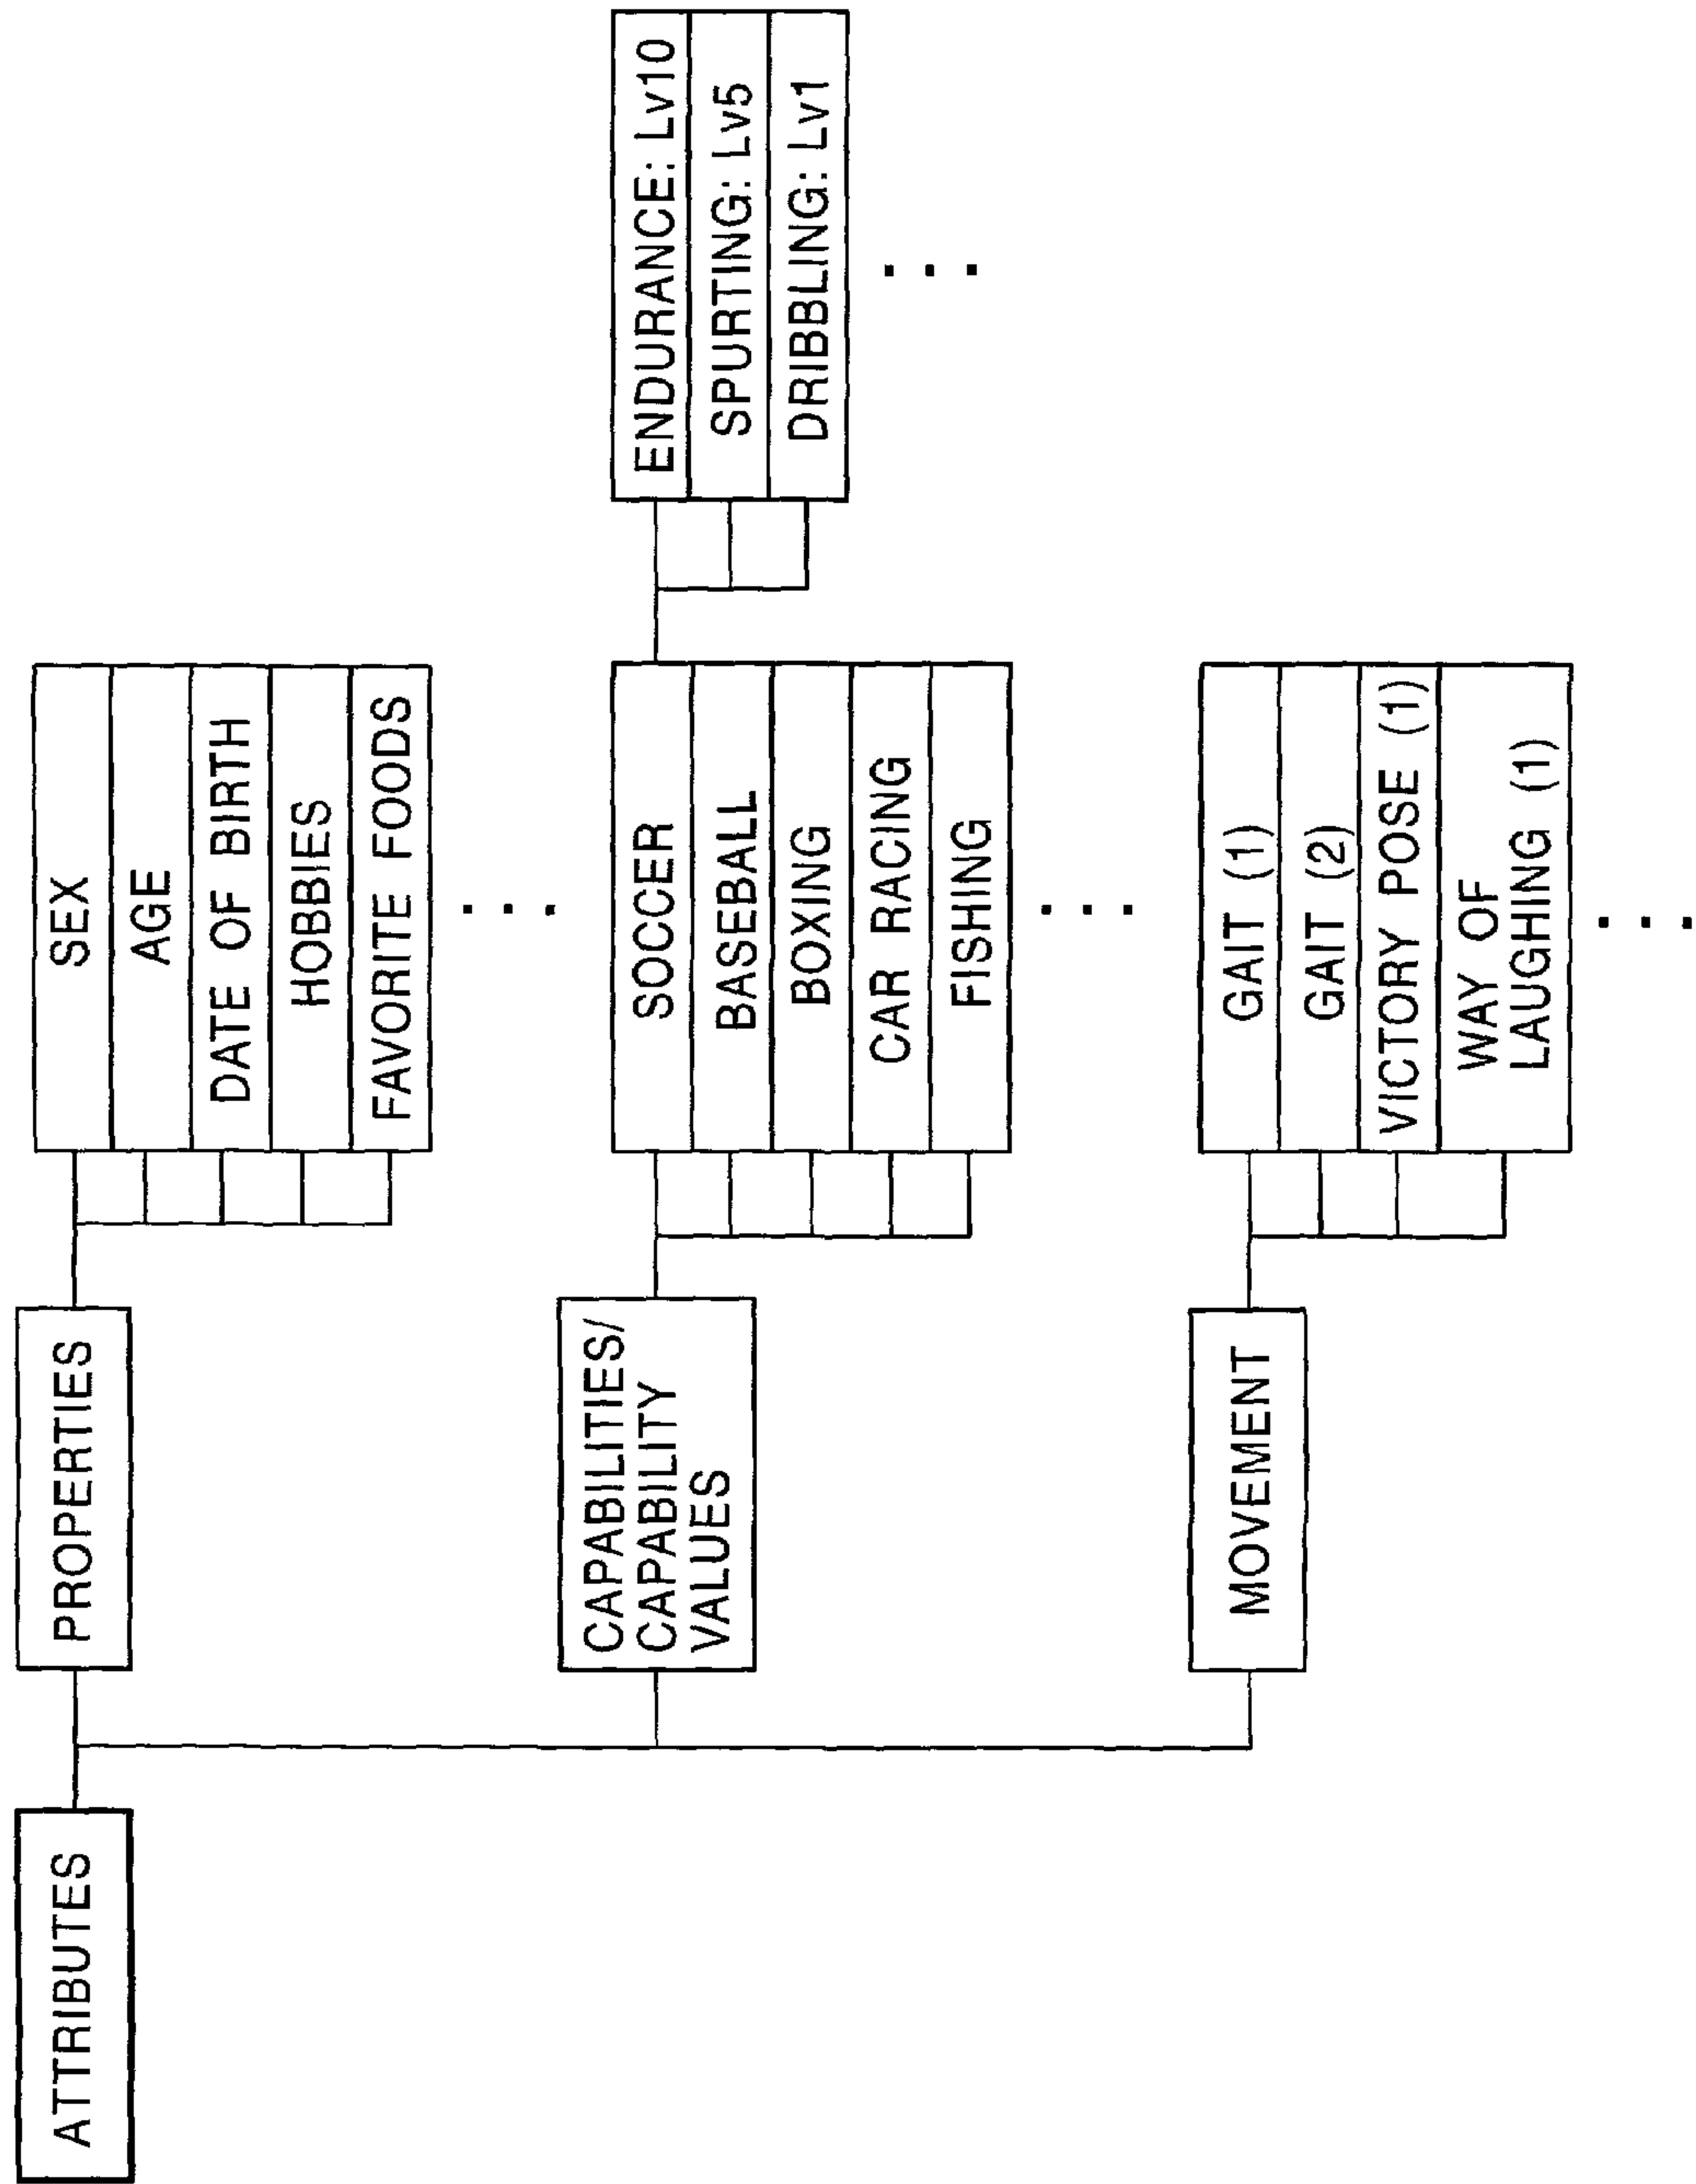 ATTRIBUTES
PROPERTIES
SEX
AGE
DATE OF BIRTH
HOBBIES
FAVORITE FOODS
...
CAPABILITIES/
CAPABILITY
VALUES
SOCCER
BASEBALL
BOXING
CAR RACING
FISHING
...
ENDURANCE: Lv10
SPURTING: Lv5
DRIBBLING: Lv1
...
MOVEMENT
GAIT (1)
GAIT (2)
VICTORY POSE (1)
WAY OF
LAUGHING (1)
...